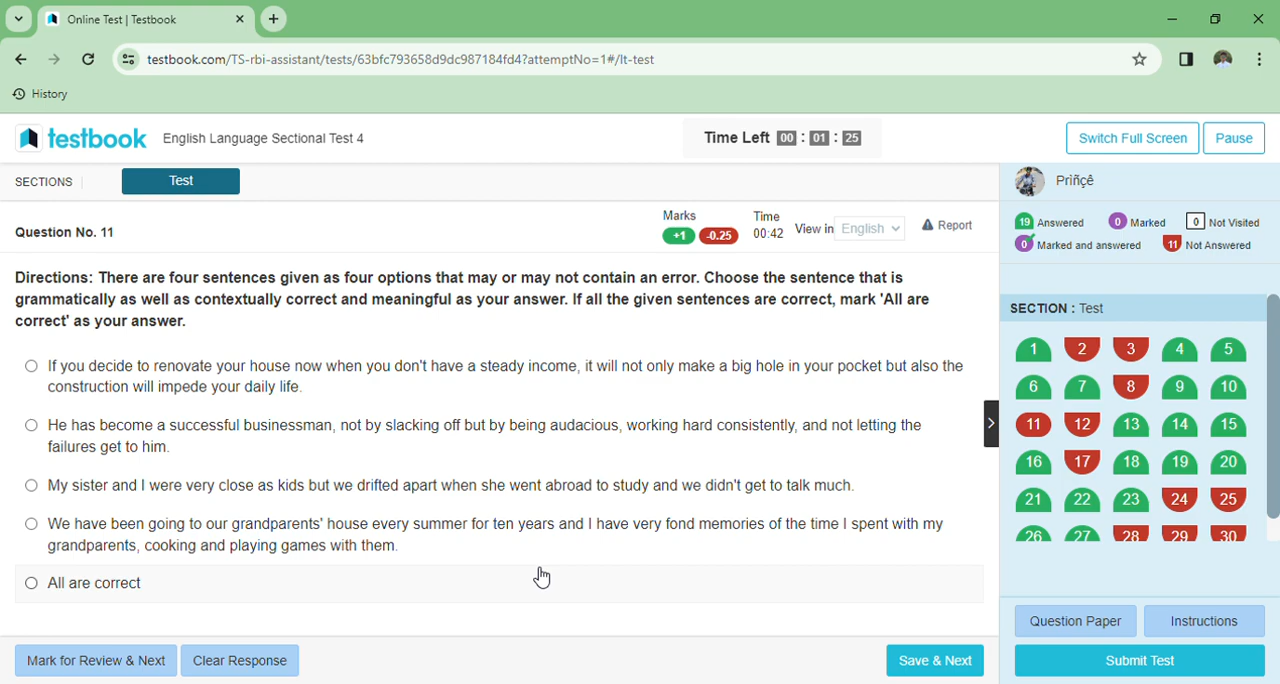 Online Test | Testbook
testbook.com/TS-rbi-assistant/tests/63bfc793658d9dc987184fd4?attemptNo=1#/lt-test
History
testbook English Language Sectional Test 4 Time Left 00 : 01 : 25 Switch Full Screen Pause
SECTIONS Test Priñçê
Question No. 11 Marks +1 -0.25 Time 00:42 View in English Report
19 Answered 0 Marked 0 Not Visited
0 Marked and answered 11 Not Answered
Directions: There are four sentences given as four options that may or may not contain an error. Choose the sentence that is
grammatically as well as contextually correct and meaningful as your answer. If all the given sentences are correct, mark 'All are
correct' as your answer.
If you decide to renovate your house now when you don't have a steady income, it will not only make a big hole in your pocket but also the
construction will impede your daily life.
He has become a successful businessman, not by slacking off but by being audacious, working hard consistently, and not letting the
failures get to him.
My sister and I were very close as kids but we drifted apart when she went abroad to study and we didn't get to talk much.
We have been going to our grandparents' house every summer for ten years and I have very fond memories of the time I spent with my
grandparents, cooking and playing games with them.
All are correct
SECTION : Test
1 2 3 4 5
6 7 8 9 10
11 12 13 14 15
16 17 18 19 20
21 22 23 24 25
26 27 28 29 30
Question Paper Instructions
Mark for Review & Next Clear Response Save & Next Submit Test